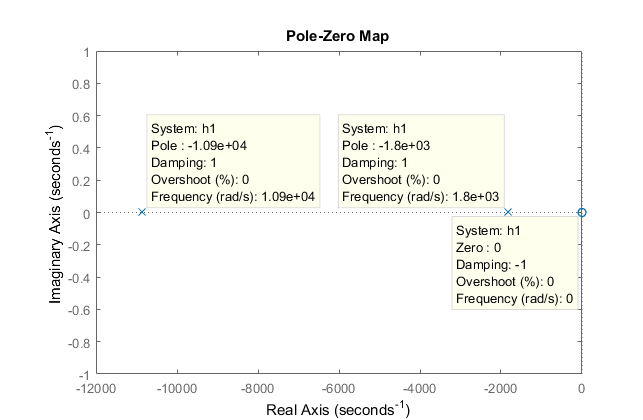 Pole-Zero Map
Imaginary Axis (seconds-1)
1
0.8
0.6
0.4
0.2
0
-0.2
-0.4
-0.6
-0.8
-1
System: h1
Pole : -1.09e+04
Damping: 1
Overshoot (%): 0
Frequency (rad/s): 1.09e+04
System: h1
Pole : -1.8e+03
Damping: 1
Overshoot (%): 0
Frequency (rad/s): 1.8e+03
System: h1
Zero : 0
Damping: -1
Overshoot (%): 0
Frequency (rad/s): 0
-12000 -10000 -8000 -6000 -4000 -2000 0
Real Axis (seconds-1)